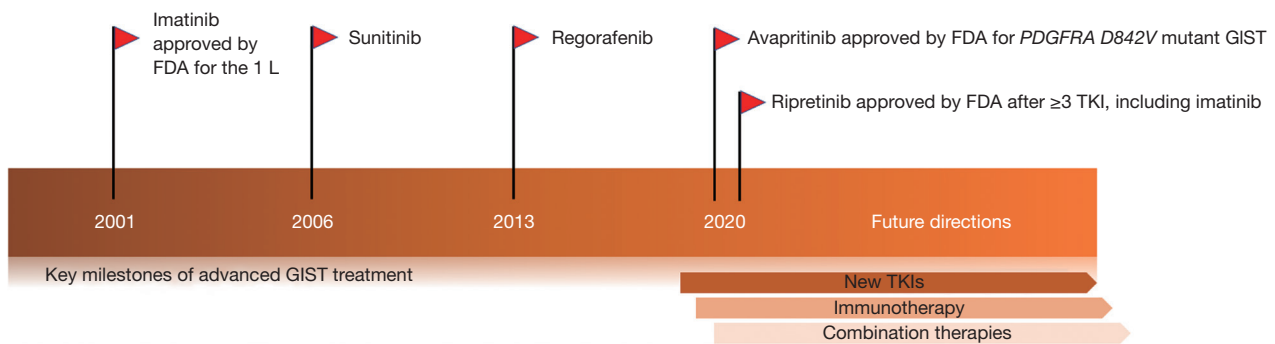 Imatinib
approved by
FDA for the 1 L
Sunitinib
Regorafenib
Avapritinib approved by FDA for PDGFRA D842V mutant GIST
Ripretinib approved by FDA after ≥3 TKI, including imatinib
2001
2006
2013
2020
Future directions
Key milestones of advanced GIST treatment
New TKIs
Immunotherapy
Combination therapies